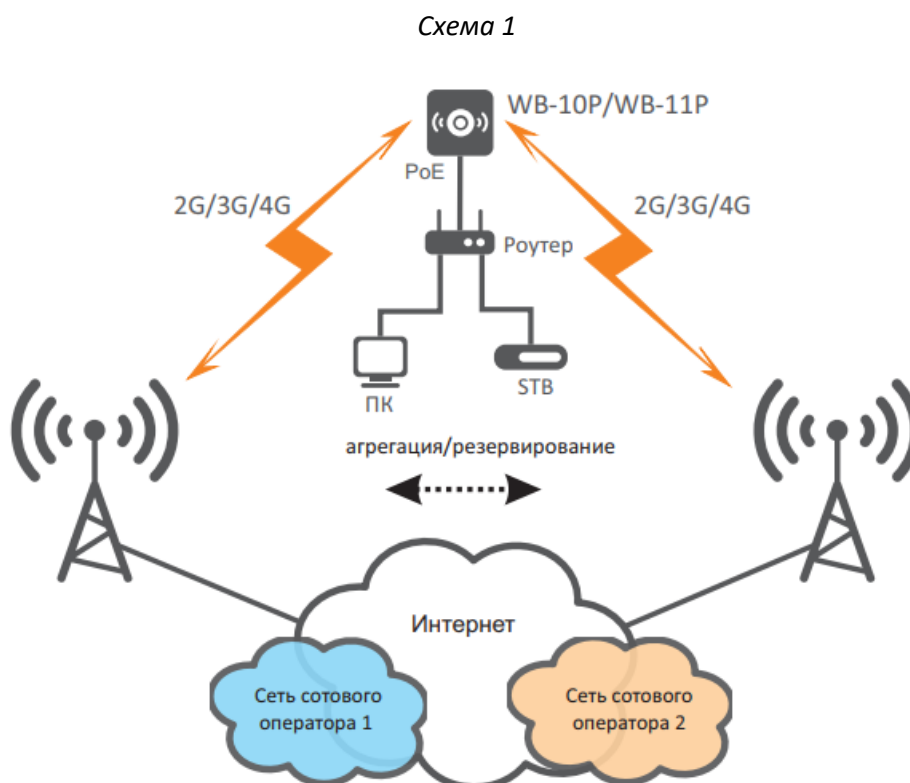 Схема 1
WB-10P/WB-11P
PoE
2G/3G/4G
2G/3G/4G
Роутер
ПК
STB
агрегация/резервирование
Интернет
Сеть сотового
оператора 1
Сеть сотового
оператора 2